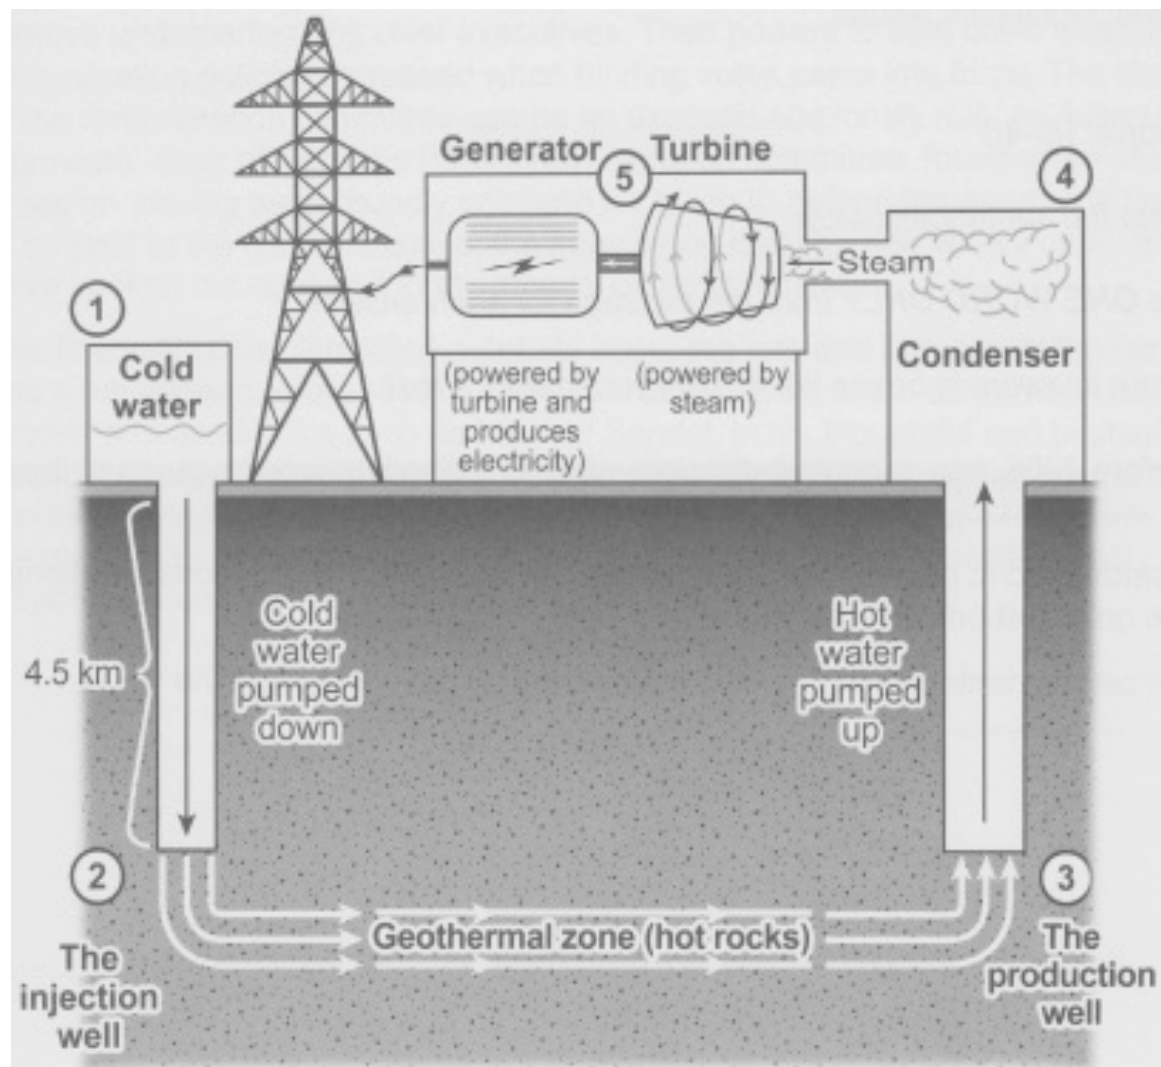 Generator
5
Turbine
4
1
Steam
Cold
water
Condenser
(powered by
turbine and
produces
electricity)
(powered by
steam)
4.5 km
Cold
water
pumped
down
Hot
water
pumped
up
2
3
Geothermal zone (hot rocks)
The
injection
well
The
production
well